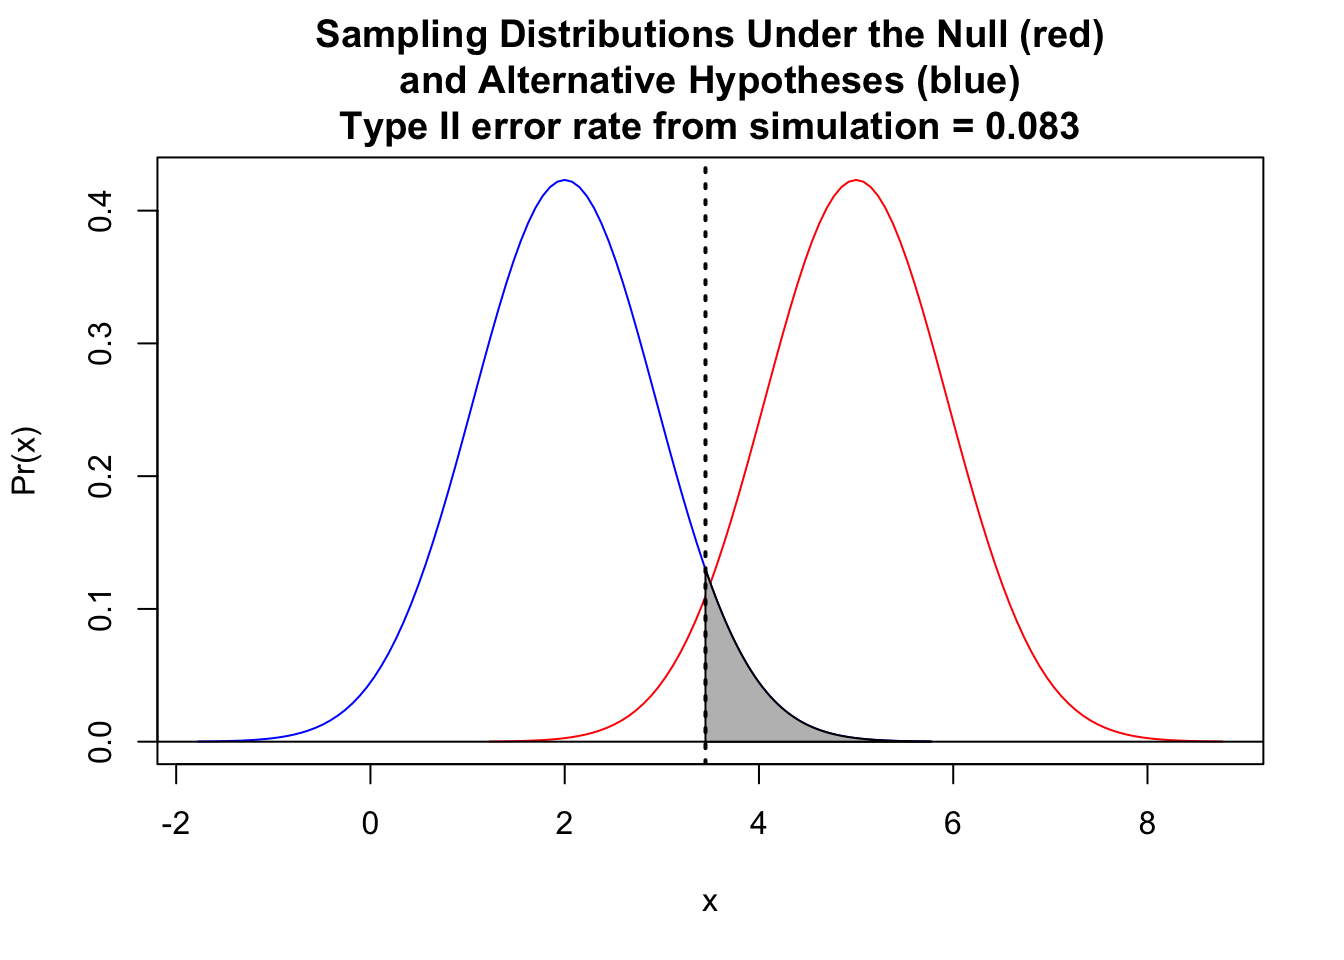 Sampling Distributions Under the Null (red)
and Alternative Hypotheses (blue)
Type II error rate from simulation = 0.083
Pr(x)
0.4
0.3
0.2
0.1
0.0
-2 0 2 4 6 8
x